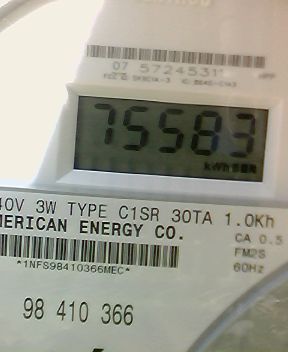 07 57245311
75583
kWh
40V 3W TYPE C1SR 30TA 1.0Kh
MERICAN ENERGY CO.
CA 0.5
FM2S
*1NFS98410366MEC*
60Hz
98 410 366